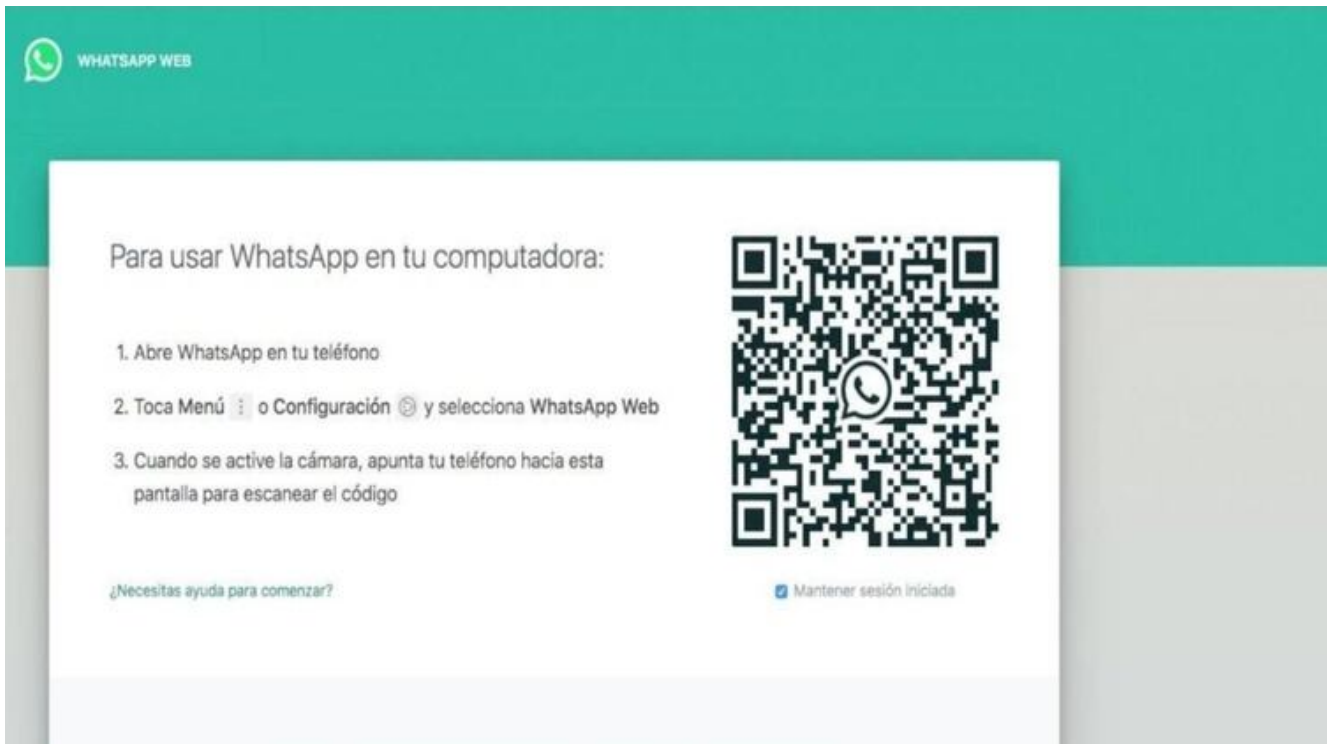 WHATSAPP WEB
Para usar WhatsApp en tu computadora:
1. Abre WhatsApp en tu teléfono
2. Toca Menú o Configuración y selecciona WhatsApp Web
3. Cuando se active la cámara, apunta tu teléfono hacia esta
pantalla para escanear el código
¿Necesitas ayuda para comenzar?
Mantener sesión iniciada